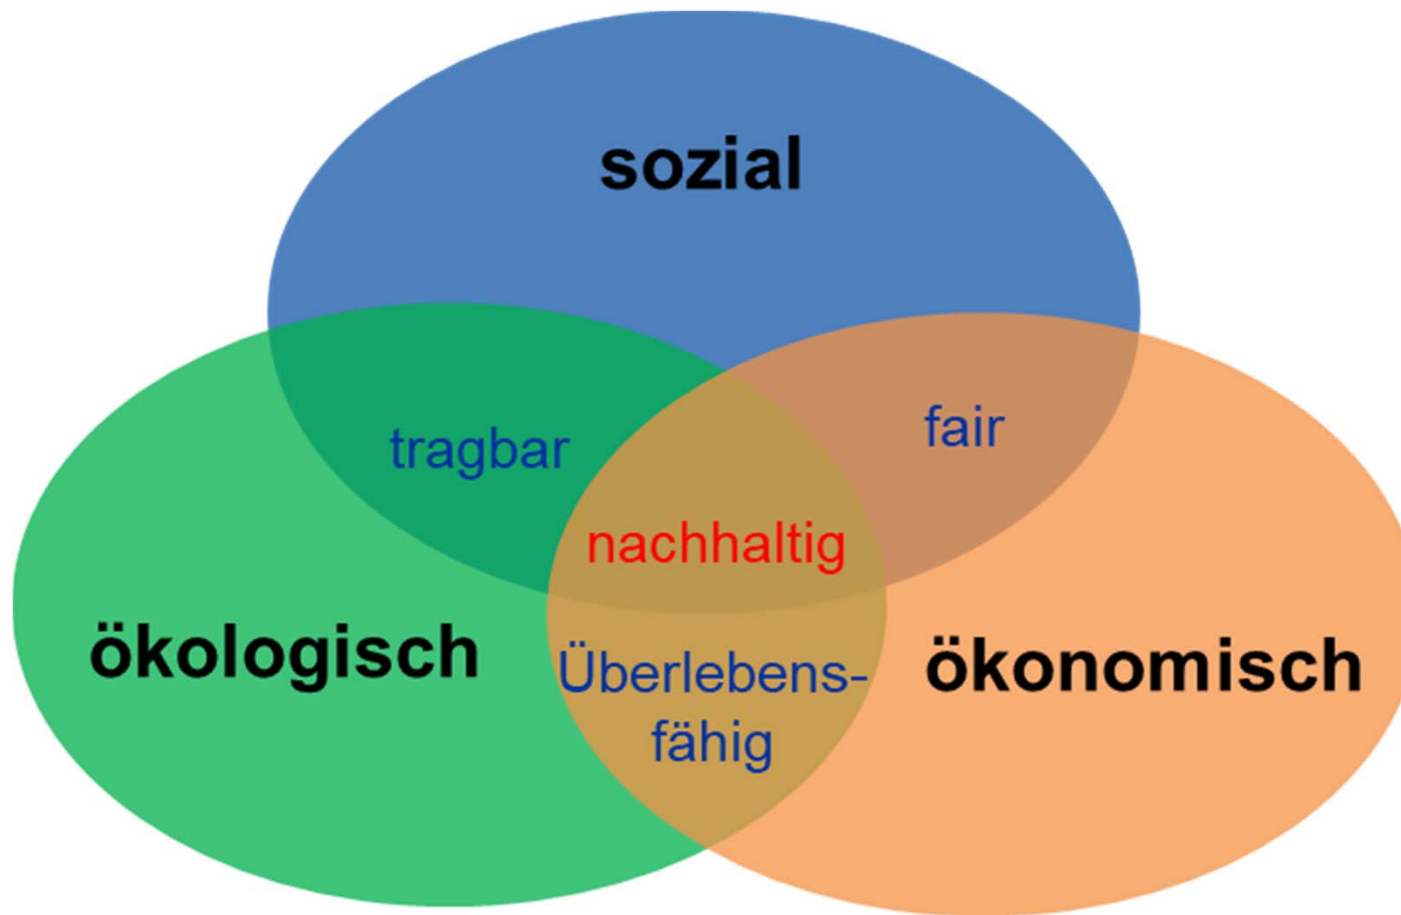 sozial
tragbar
fair
nachhaltig
ökologisch
Überlebens-
fähig
ökonomisch